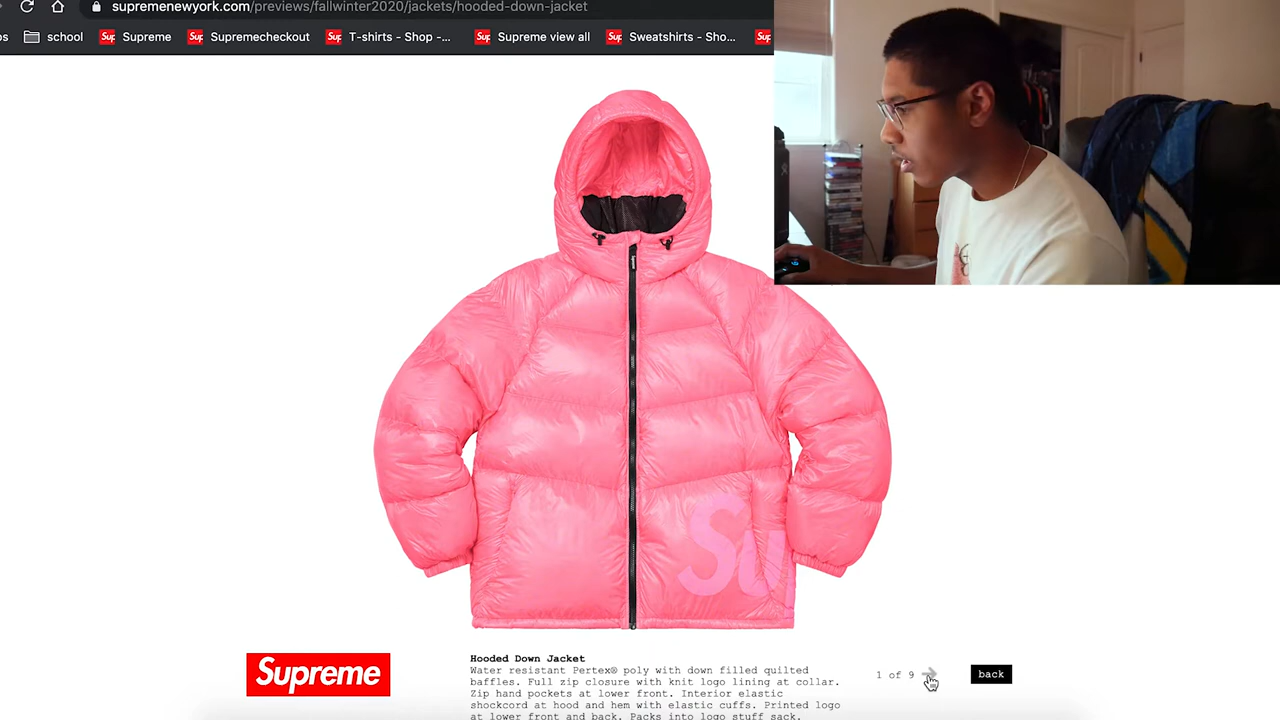 supremenewyork.com/previews/fallwinter2020/jackets/hooded-down-jacket
school Supreme Supremecheckout T-shirts - Shop -... Supreme view all Sweatshirts - Sho...
Su
Supreme
Hooded Down Jacket
Water resistant Pertex® poly with down filled quilted
baffles. Full zip closure with knit logo lining at collar.
Zip hand pockets at lower front. Interior elastic
shockcord at hood and hem with elastic cuffs. Printed logo
at lower front and back. Packs into logo stuff sack.
1 of 9
back